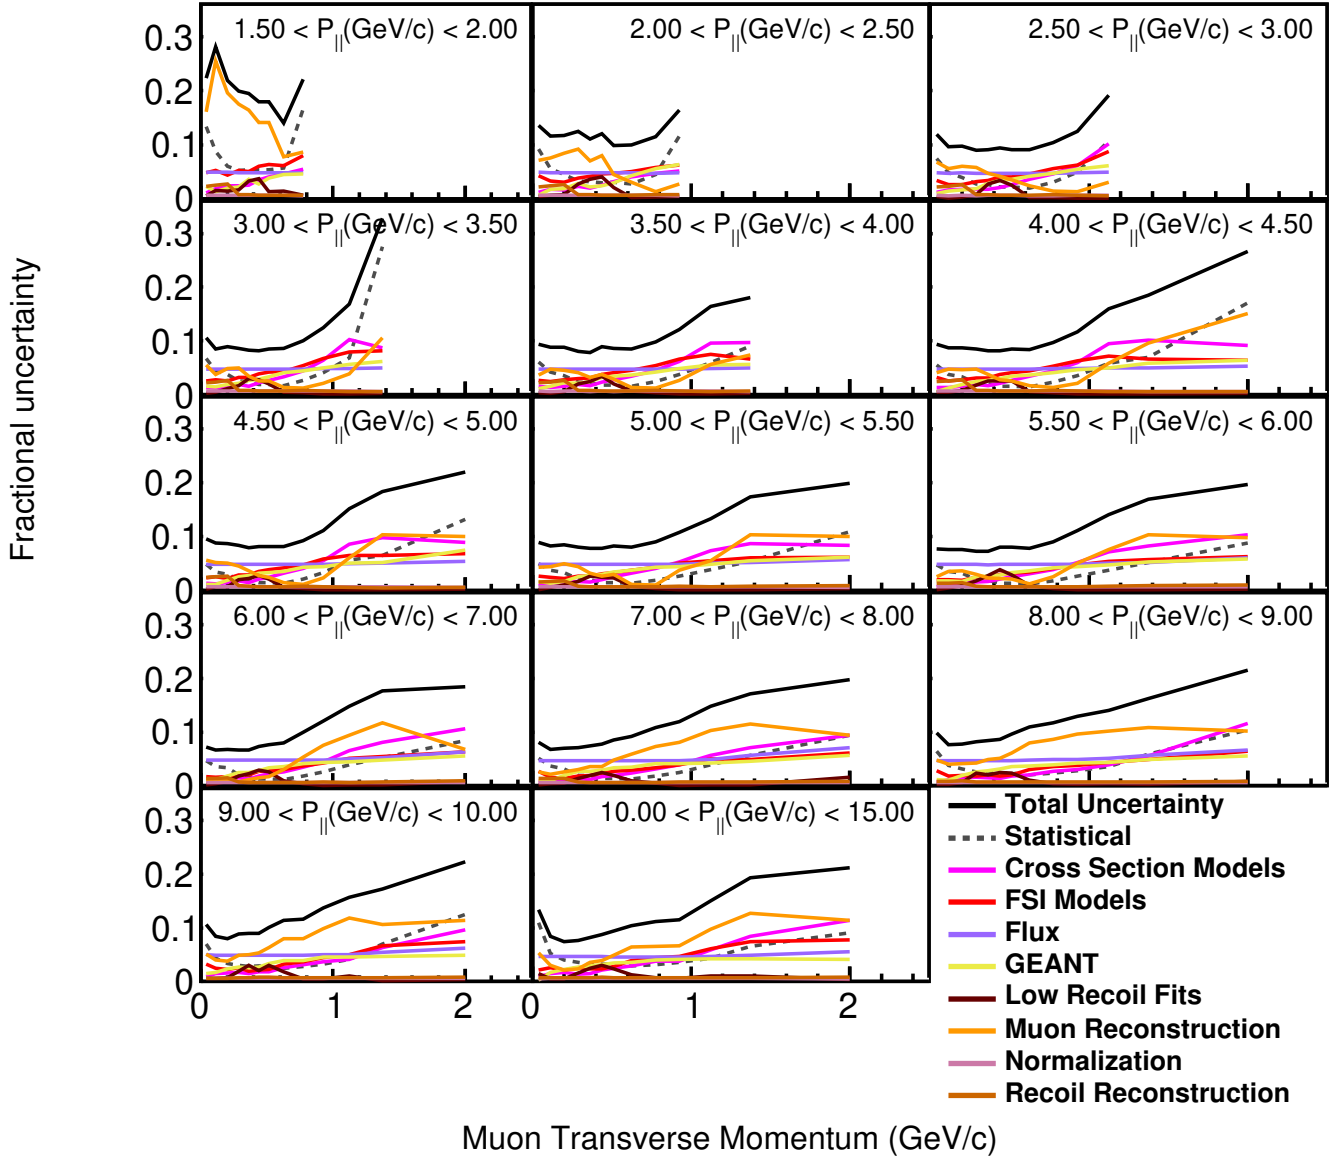 Fractional uncertainty
0.3
0.2
0.1
0
1.50 < P||(GeV/c) < 2.00
2.00 < P||(GeV/c) < 2.50
2.50 < P||(GeV/c) < 3.00
0.3
0.2
0.1
0
3.00 < P||(GeV/c) < 3.50
3.50 < P||(GeV/c) < 4.00
4.00 < P||(GeV/c) < 4.50
0.3
0.2
0.1
0
4.50 < P||(GeV/c) < 5.00
5.00 < P||(GeV/c) < 5.50
5.50 < P||(GeV/c) < 6.00
0.3
0.2
0.1
0
6.00 < P||(GeV/c) < 7.00
7.00 < P||(GeV/c) < 8.00
8.00 < P||(GeV/c) < 9.00
0.3
0.2
0.1
0
9.00 < P||(GeV/c) < 10.00
10.00 < P||(GeV/c) < 15.00
0 1 2
0 1 2
Total Uncertainty
Statistical
Cross Section Models
FSI Models
Flux
GEANT
Low Recoil Fits
Muon Reconstruction
Normalization
Recoil Reconstruction
Muon Transverse Momentum (GeV/c)